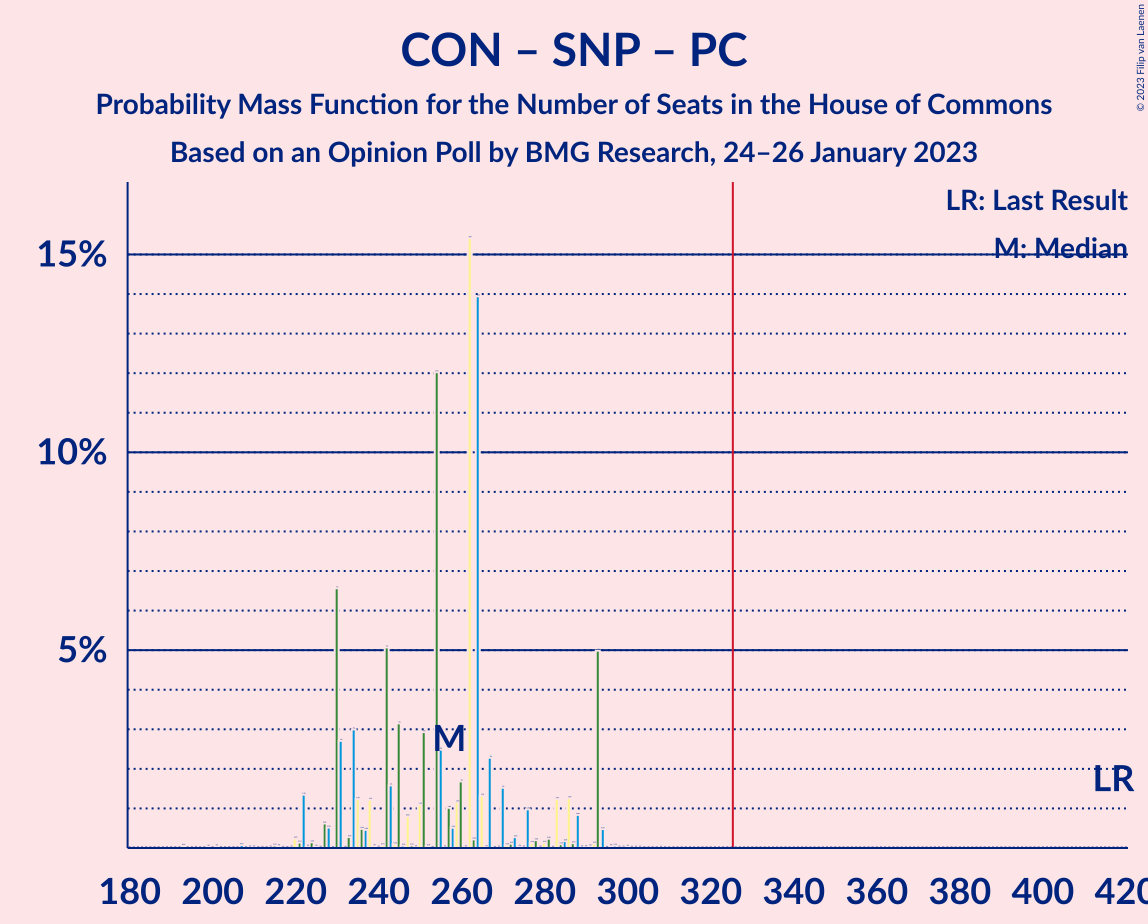 CON – SNP – PC
Probability Mass Function for the Number of Seats in the House of Commons
Based on an Opinion Poll by BMG Research, 24–26 January 2023
© 2023 Filip van Laenen
LR: Last Result
M: Median
15%
10%
5%
M
LR
180 200 220 240 260 280 300 320 340 360 380 400 420